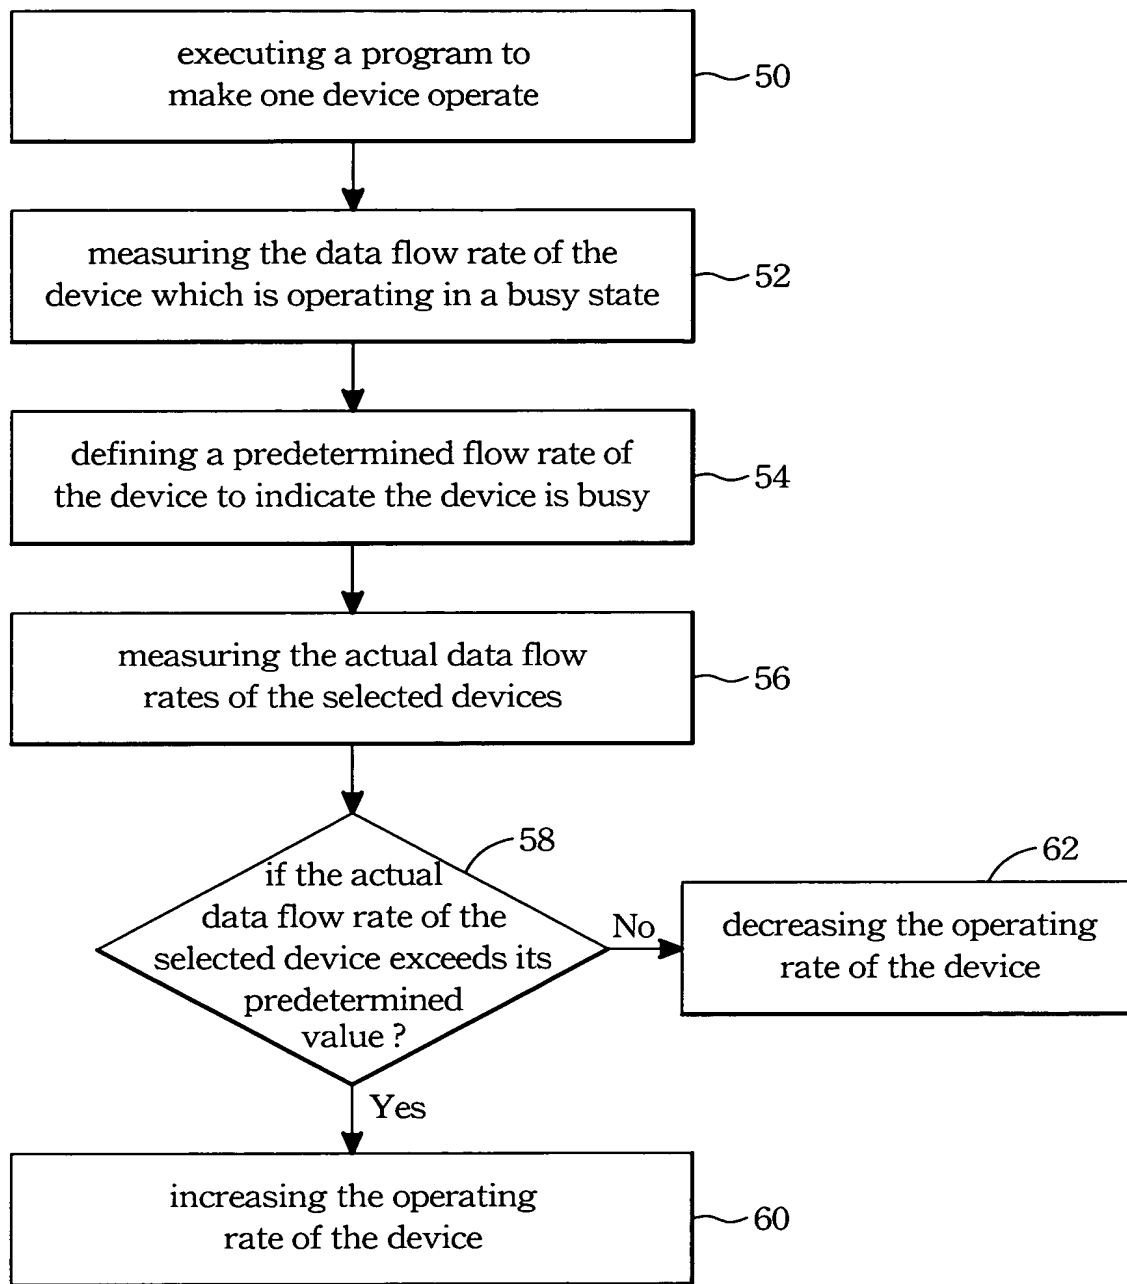 executing a program to
make one device operate
50
measuring the data flow rate of the
device which is operating in a busy state
52
defining a predetermined flow rate of
the device to indicate the device is busy
54
measuring the actual data flow
rates of the selected devices
56
58
if the actual
data flow rate of the
selected device exceeds its
predetermined
value ?
No
62
decreasing the operating
rate of the device
Yes
increasing the operating
rate of the device
60